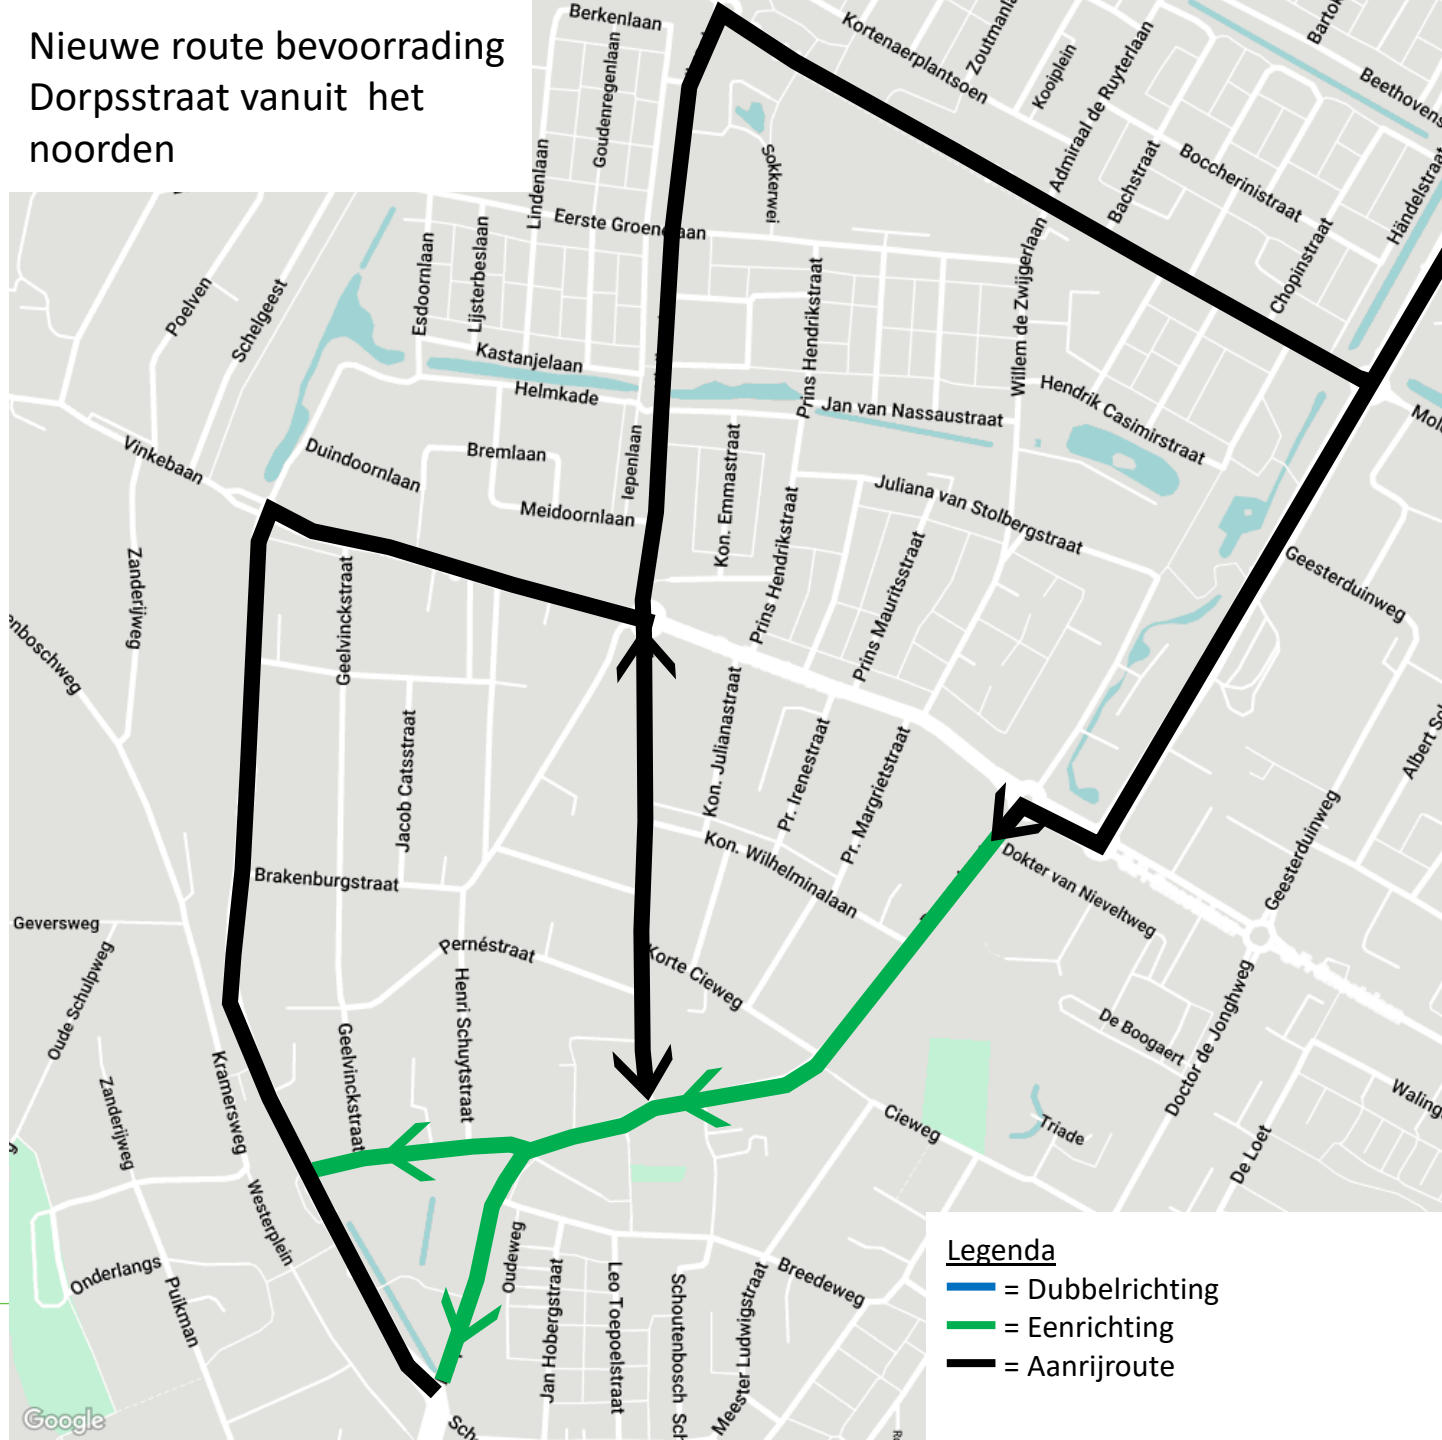 Nieuwe route bevoorrading
Dorpsstraat vanuit het
noorden
Berkenlaan
Goudenregenlaan
Lindenlaan
Kortenaerplantsoen
Kooiplein
Admiraal de Ruyterlaan
Bachstraat
Boccherinistraat
Chopinstraat
Händelstraat
Sokkerwei
Eerste Groenelaan
Esdoornlaan
Lijsterbeslaan
Poelven
Schelgeest
Kastanjelaan
Helmkade
Prins Hendrikstraat
Willem de Zwijgerlaan
Jan van Nassaustraat
Hendrik Casimirstraat
Vinkebaan
Duindoornlaan
Bremlaan
Iepenlaan
Meidoornlaan
Kon. Emmastraat
Prins Hendrikstraat
Juliana van Stolbergstraat
Prins Mauritsstraat
Geesterduinweg
Zanderijweg
Geelvinckstraat
Jacob Catsstraat
Kon. Julianastraat
Pr. Irenestraat
Pr. Margrietstraat
Kon. Wilhelminalaan
Dokter van Nieveltweg
Geesterduinweg
Brakenburgstraat
Geversweg
Oude Schulpweg
Pernéstraat
Henri Schuytstraat
Korte Cieweg
Doctor de Jonghweg
De Boogaert
Geelvinckstraat
Kramersweg
Zanderijweg
Cieweg
Triade
De Loet
Westerplein
Onderlangs
Puikman
Oudeweg
Jan Hobergstraat
Leo Toepoelstraat
Schoutenbosch
Meester Ludwigstraat
Breedeweg
Legenda
= Dubbelrichting
= Eenrichting
= Aanrijroute
Google